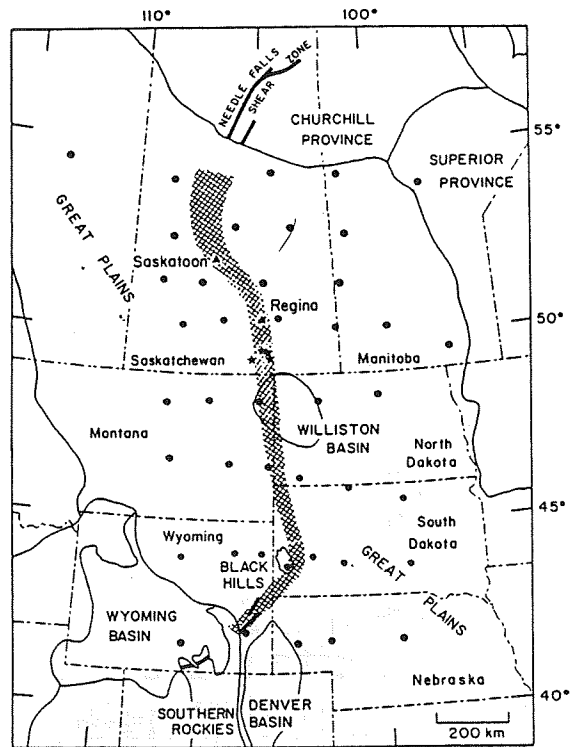 110°
100°
NEEDLE FALLS
SHEAR ZONE
CHURCHILL
PROVINCE
55°
SUPERIOR
PROVINCE
GREAT PLAINS
Saskatoon
Regina
50°
Saskatchewan
Manitoba
Montana
WILLISTON
BASIN
North
Dakota
45°
Wyoming
South
Dakota
BLACK
HILLS
GREAT PLAINS
WYOMING
BASIN
Nebraska
40°
SOUTHERN
ROCKIES
DENVER
BASIN
200 km